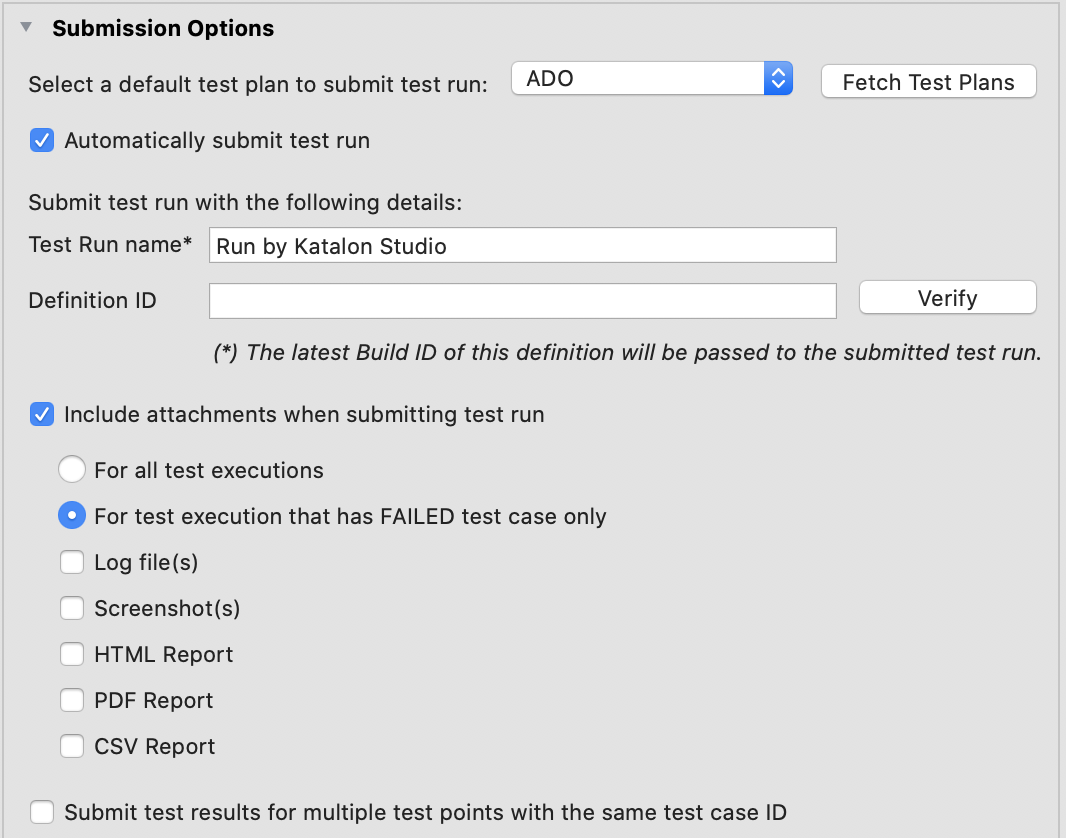 Submission Options
Select a default test plan to submit test run: ADO Fetch Test Plans
Automatically submit test run
Submit test run with the following details:
Test Run name* Run by Katalon Studio
Definition ID Verify
(*) The latest Build ID of this definition will be passed to the submitted test run.
Include attachments when submitting test run
For all test executions
For test execution that has FAILED test case only
Log file(s)
Screenshot(s)
HTML Report
PDF Report
CSV Report
Submit test results for multiple test points with the same test case ID